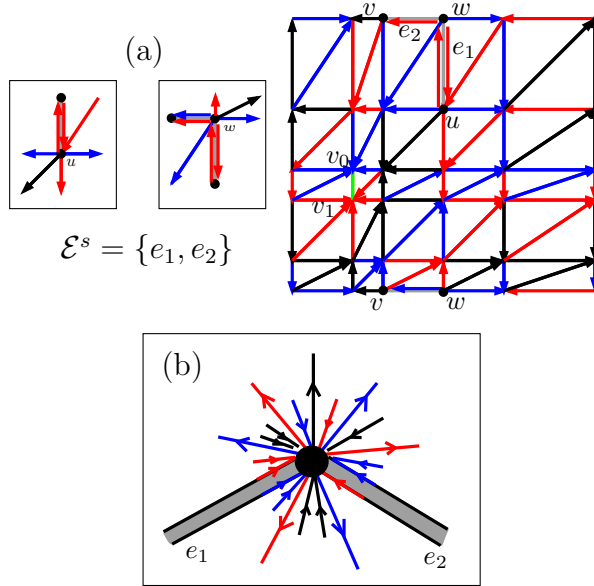 (a)
v
w
e₂
e₁
u
u
w
v₀
v₁
ℰˢ = {e₁, e₂}
v
w
(b)
e₁
e₂